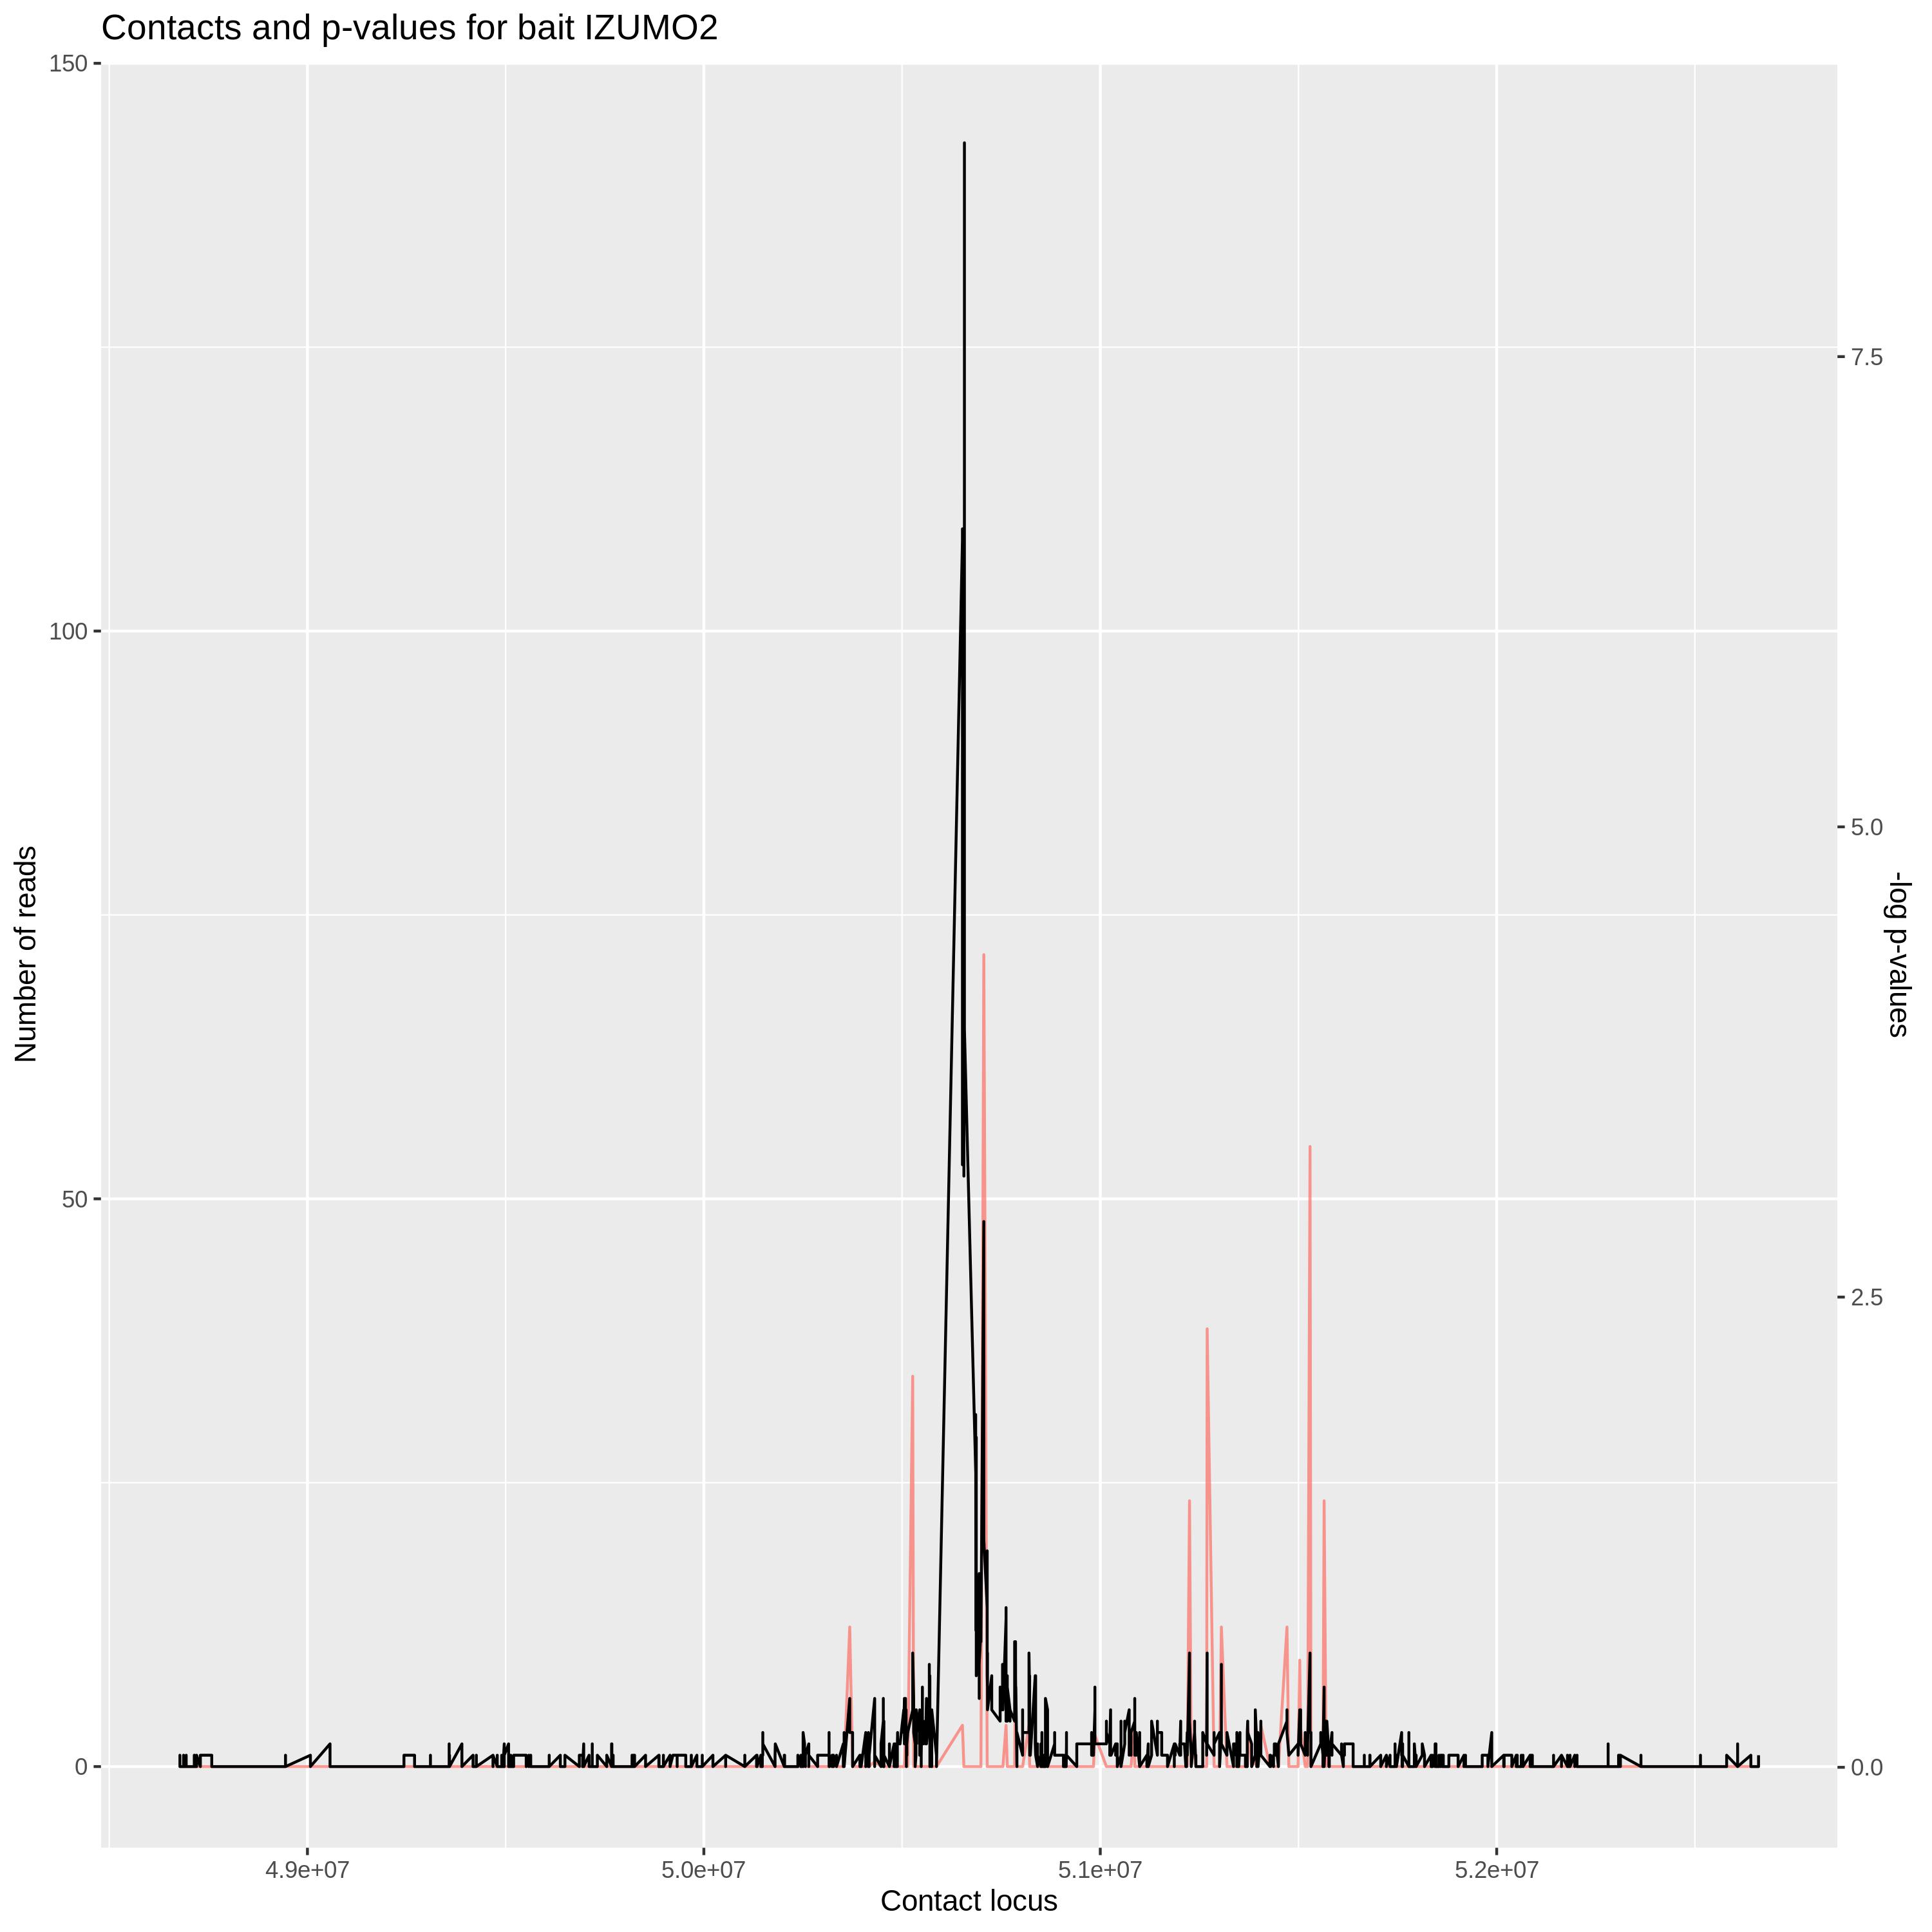 Contacts and p-values for bait IZUMO2
150
100
50
0
Number of reads
7.5
5.0
2.5
0.0
-log p-values
4.9e+07
5.0e+07
5.1e+07
5.2e+07
Contact locus